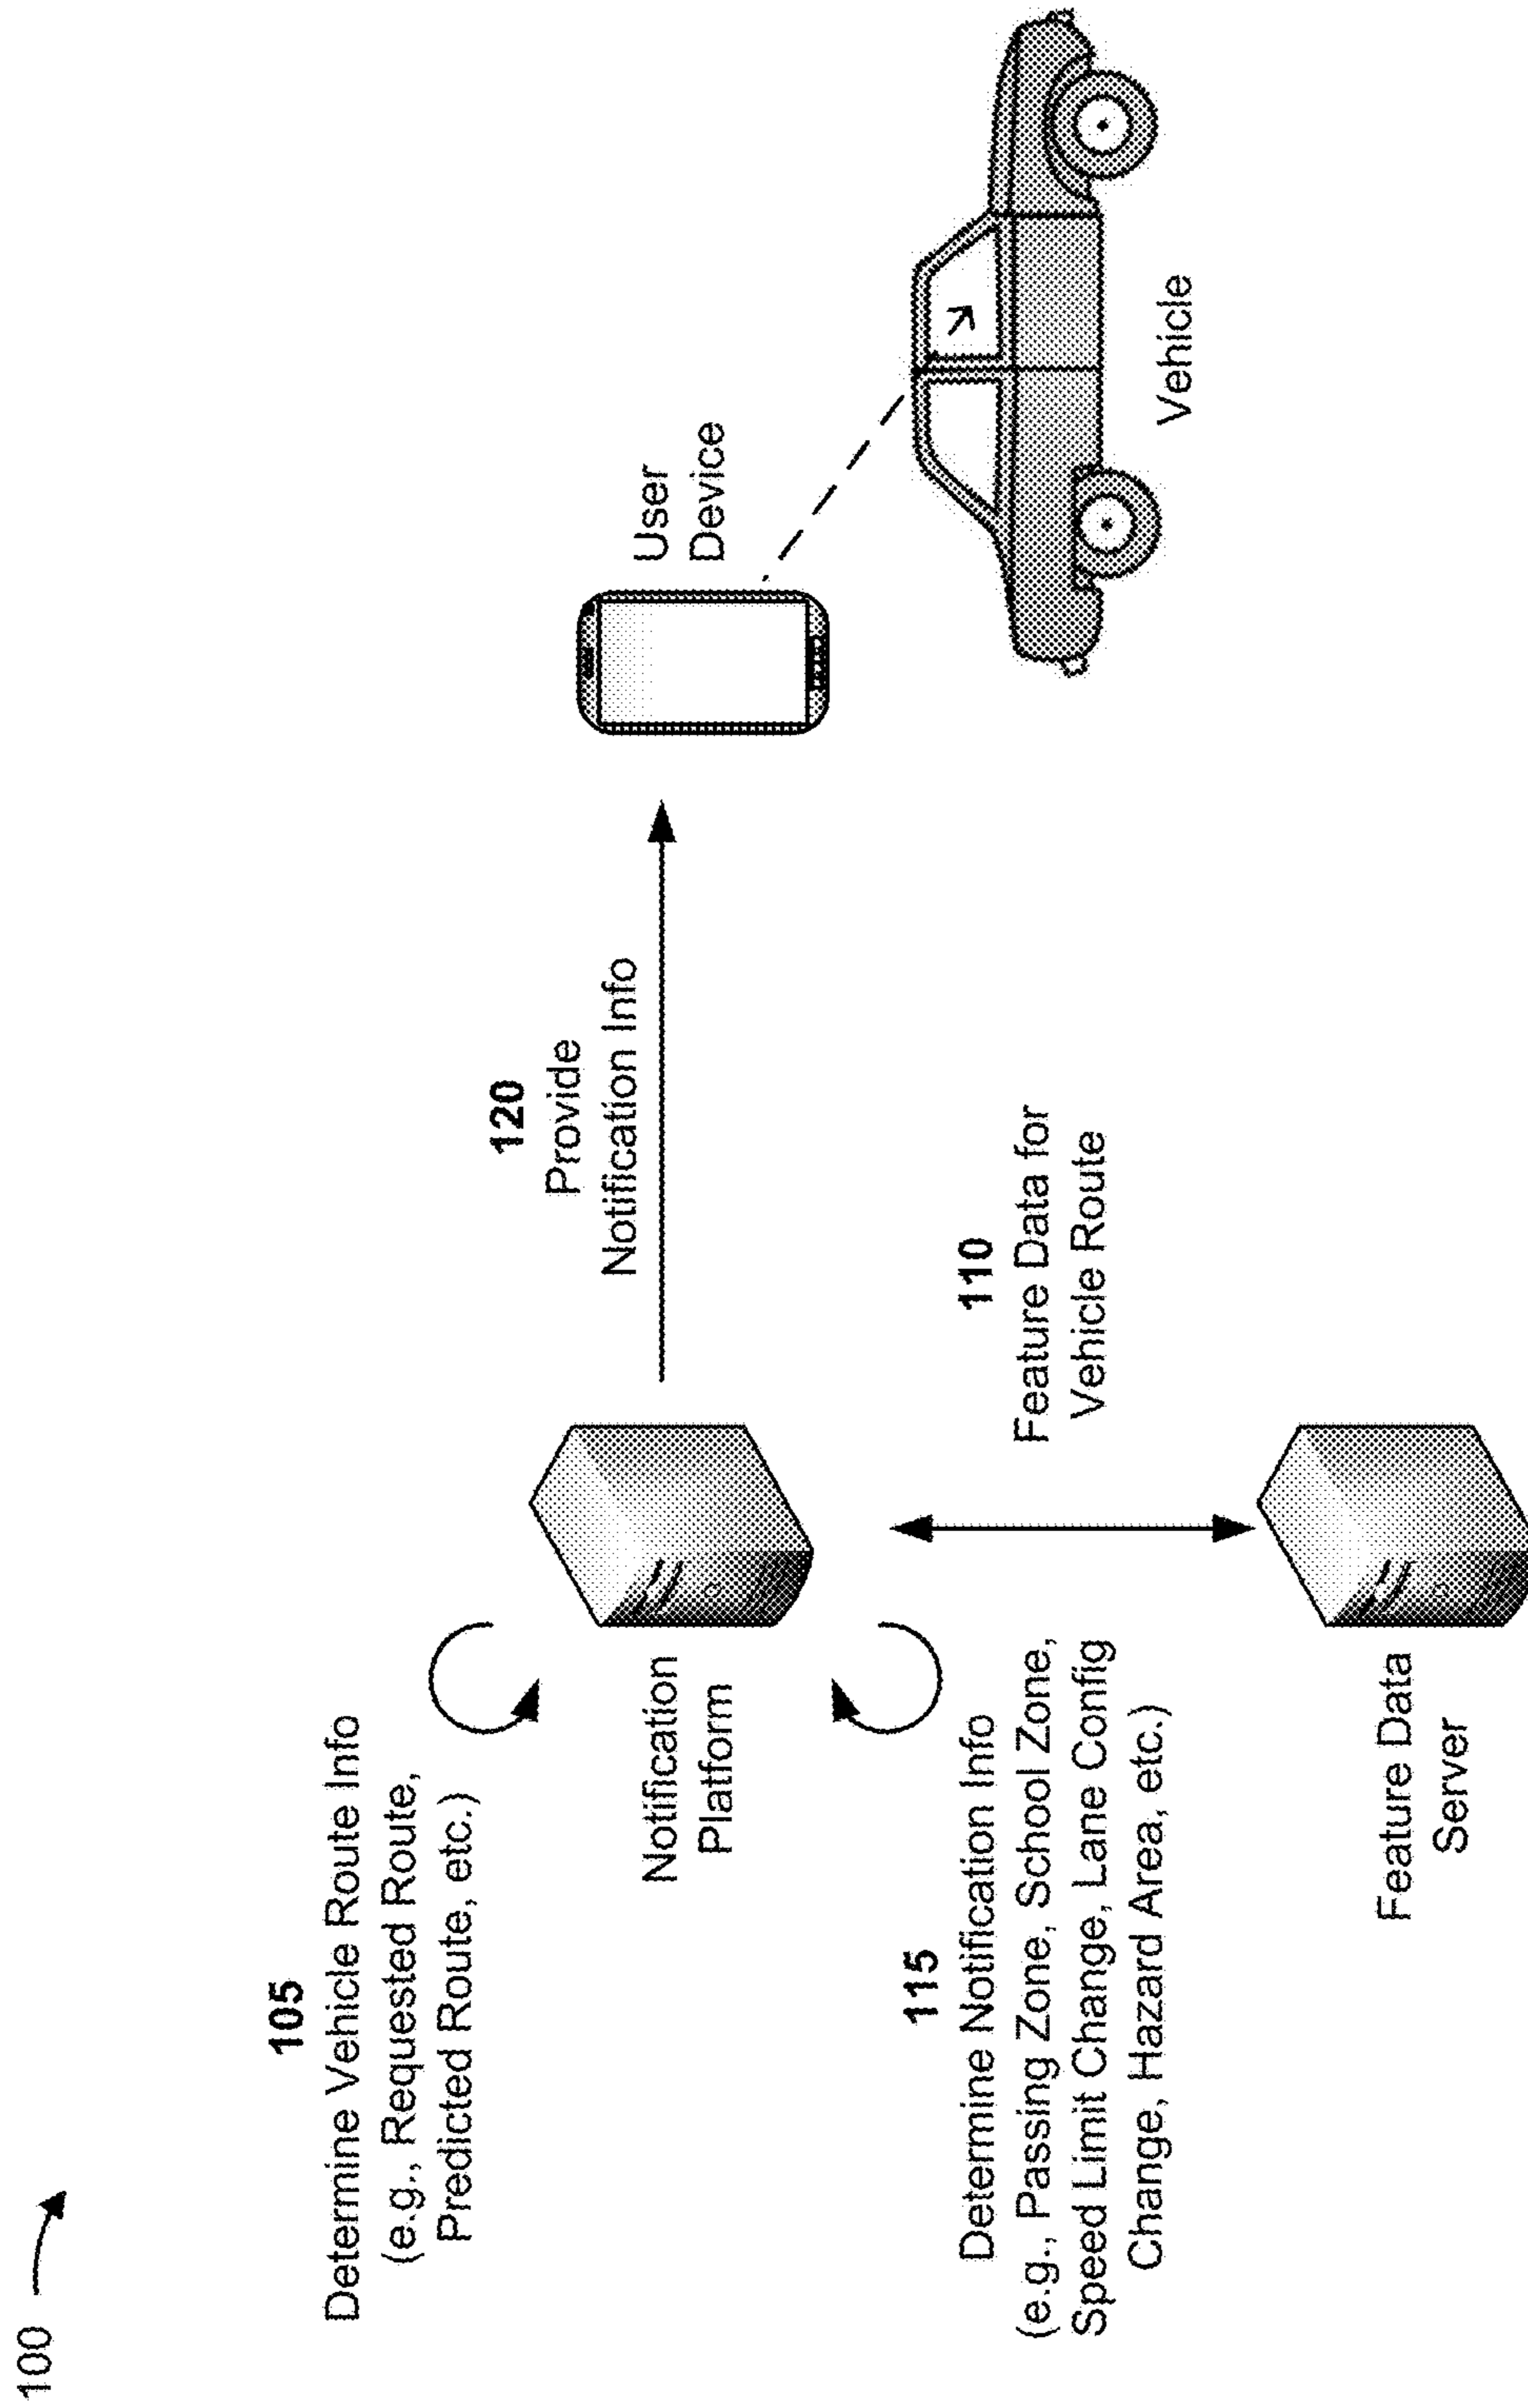 100
105
Determine Vehicle Route Info
(e.g., Requested Route,
Predicted Route, etc.)
Notification
Platform
120
Provide
Notification Info
User
Device
115
Determine Notification Info
(e.g., Passing Zone, School Zone,
Speed Limit Change, Lane Config
Change, Hazard Area, etc.)
110
Feature Data for
Vehicle Route
Vehicle
Feature Data
Server